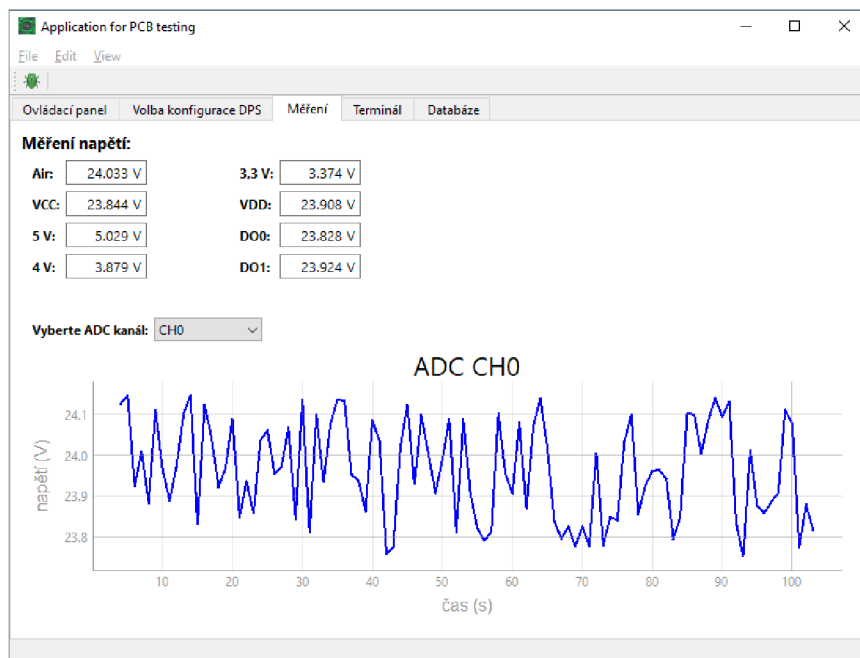 Application for PCB testing
File Edit View
Ovládací panel Volba konfigurace DPS Měření Terminál Databáze
Měření napětí:
Air: 24.033 V 3,3 V: 3.374 V
VCC: 23.844 V VDD: 23.908 V
5 V: 5.029 V DO0: 23.828 V
4 V: 3.879 V DO1: 23.924 V
Vyberte ADC kanál: CH0
ADC CH0
24.1
24.0
23.9
23.8
napětí (V)
10 20 30 40 50 60 70 80 90 100
čas (s)